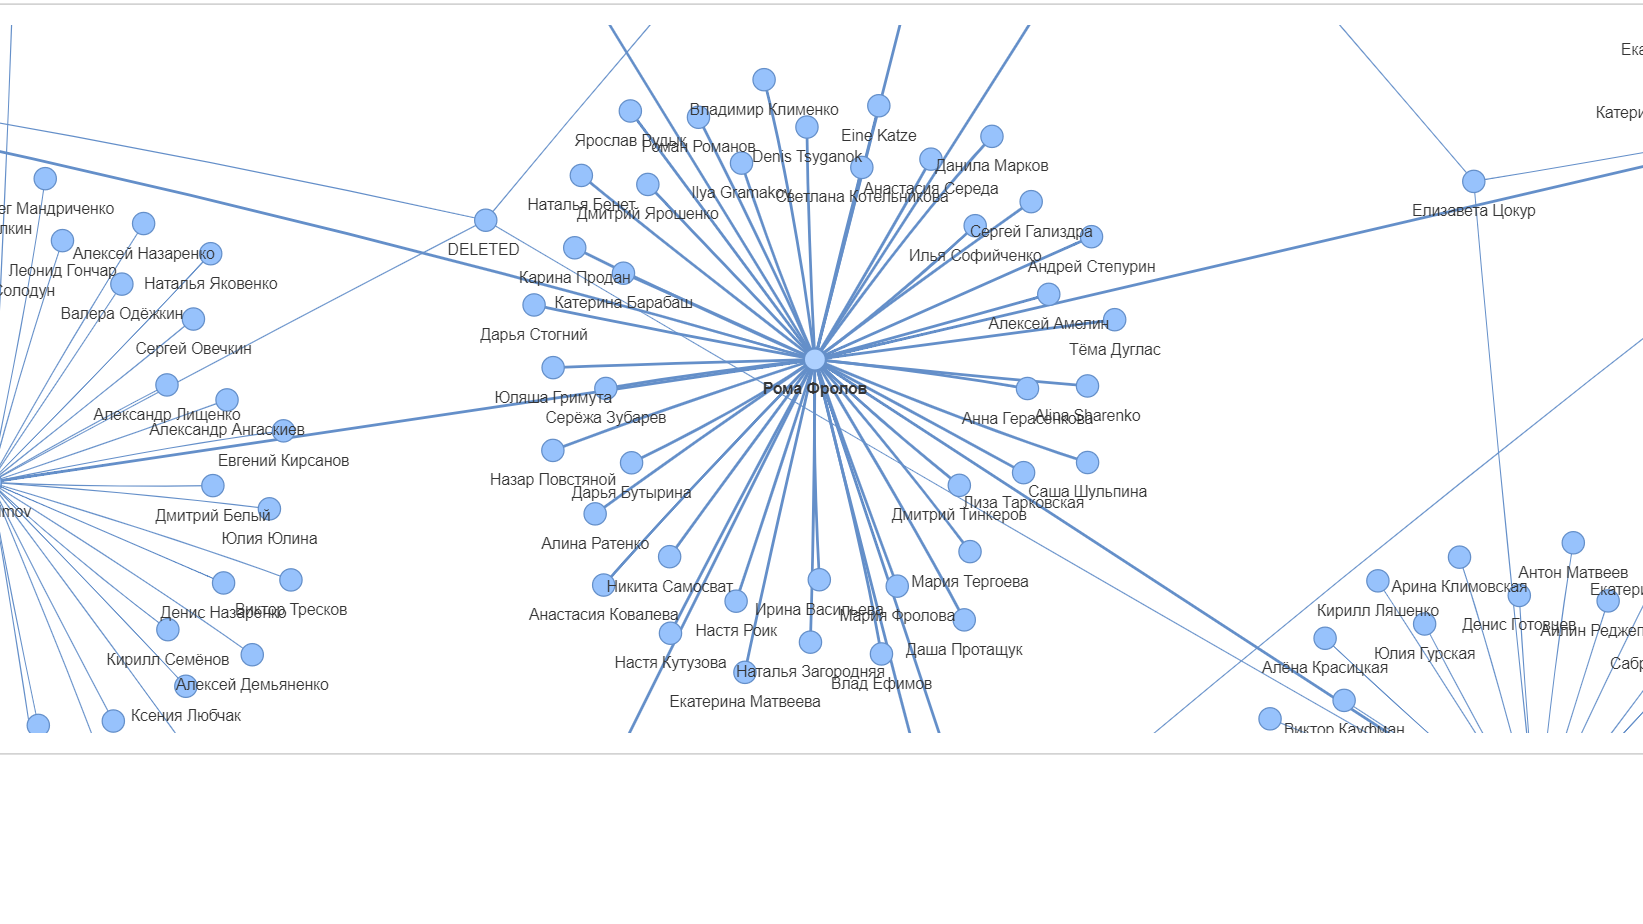 Ека
Владимир Клименко
Катери
Eine Katze
Ярослав Рудык
Роман Романов
Denis Tsyganok
Данила Марков
Анастасия Середа
Ilya Gramakov
Светлана Котельникова
Наталья Бенет
ег Мандриченко
Елизавета Цокур
Дмитрий Ярошенко
лкин
Сергей Гализдра
DELETED
Алексей Назаренко
Илья Софийченко
Андрей Степурин
Леонид Гончар
Карина Продан
Наталья Яковенко
Солодун
Катерина Барабаш
Валера Одёжкин
Алексей Амелин
Дарья Стогний
Сергей Овечкин
Тёма Дуглас
Рома Фролов
Юляша Гримута
Александр Лищенко
Alina Sharenko
Серёжа Зубарев
Анна Герасенкова
Александр Ангаскиев
Евгений Кирсанов
Назар Повстяной
Дарья Бутырина
Саша Шульпина
Лиза Тарковская
imov
Дмитрий Белый
Дмитрий Тинкеров
Юлия Юлина
Алина Ратенко
Антон Матвеев
Мария Тергоева
Никита Самосват
Арина Климовская
Екатери
Виктор Тресков
Ирина Васильева
Кирилл Ляшенко
Денис Назаренко
Анастасия Ковалева
Мария Фролова
Денис Готовцев
Настя Роик
Айлин Реджеп
Даша Протащук
Юлия Гурская
Кирилл Семёнов
Настя Кутузова
Сабр
Алёна Красицкая
Наталья Загородняя
Алексей Демьяненко
Влад Ефимов
Екатерина Матвеева
Ксения Любчак
Виктор Кауфман